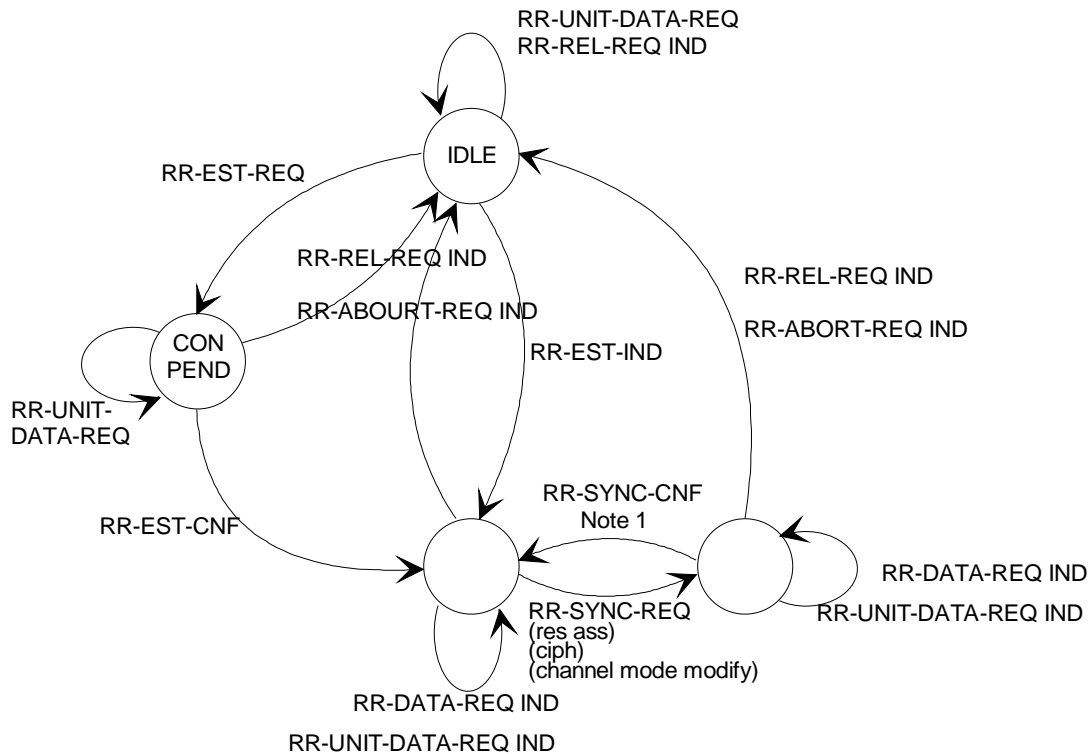 RR-UNIT-DATA-REQ
RR-REL-REQ IND
IDLE
RR-EST-REQ
RR-REL-REQ IND
RR-ABOURT-REQ IND
RR-REL-REQ IND
RR-ABORT-REQ IND
CON
PEND
RR-EST-IND
RR-UNIT-
DATA-REQ
RR-EST-CNF
RR-SYNC-CNF
Note 1
RR-DATA-REQ IND
RR-UNIT-DATA-REQ IND
RR-SYNC-REQ
(res ass)
(ciph)
(channel mode modify)
RR-DATA-REQ IND
RR-UNIT-DATA-REQ IND